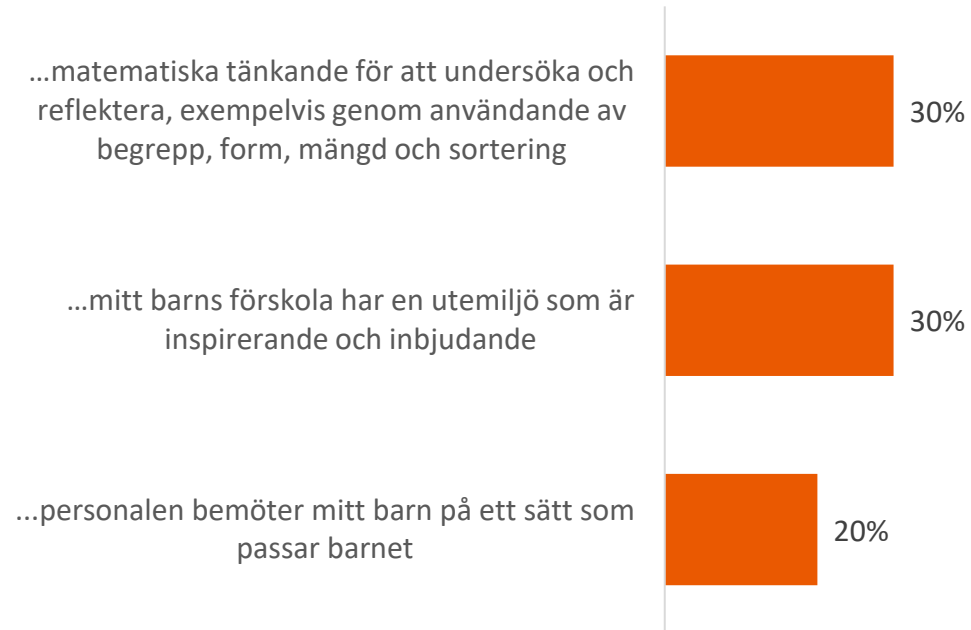 …matematiska tänkande för att undersöka och
reflektera, exempelvis genom användande av
begrepp, form, mängd och sortering
30%
…mitt barns förskola har en utemiljö som är
inspirerande och inbjudande
30%
...personalen bemöter mitt barn på ett sätt som
passar barnet
20%